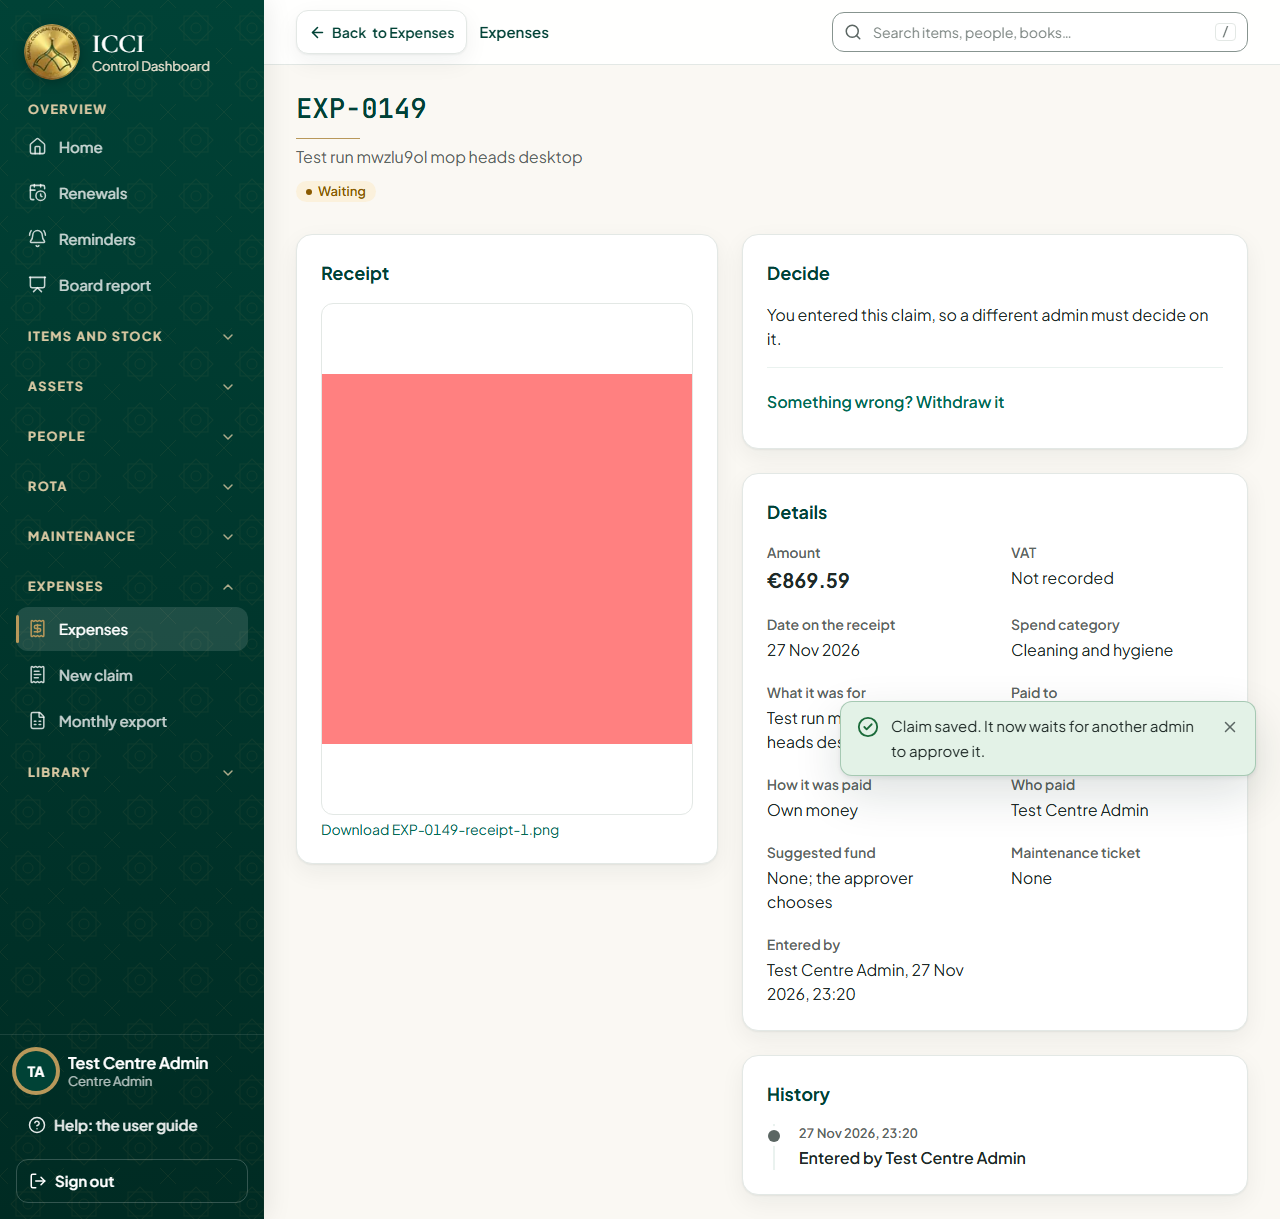 ICCI
Control Dashboard
OVERVIEW
Home
Renewals
Reminders
Board report
ITEMS AND STOCK
ASSETS
PEOPLE
ROTA
MAINTENANCE
EXPENSES
Expenses
New claim
Monthly export
LIBRARY
TA
Test Centre Admin
Centre Admin
Help: the user guide
Sign out
Back to Expenses
Expenses
Search items, people, books...
/
EXP-0149
Test run mwzlu9ol mop heads desktop
Waiting
Receipt
Download EXP-0149-receipt-1.png
Decide
You entered this claim, so a different admin must decide on
it.
Something wrong? Withdraw it
Details
Amount
€869.59
VAT
Not recorded
Date on the receipt
27 Nov 2026
Spend category
Cleaning and hygiene
What it was for
Test run
heads
Paid to
Claim saved. It now waits for another admin
to approve it.
How it was paid
Own money
Who paid
Test Centre Admin
Suggested fund
None; the approver
chooses
Maintenance ticket
None
Entered by
Test Centre Admin, 27 Nov
2026, 23:20
History
27 Nov 2026, 23:20
Entered by Test Centre Admin